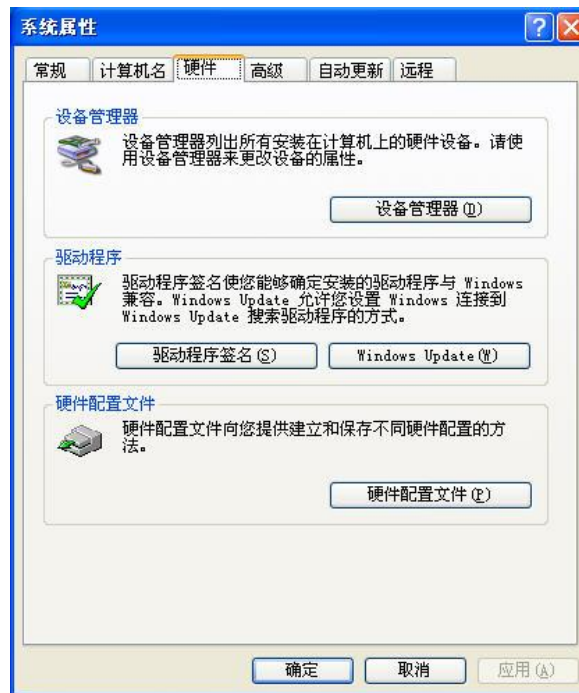 系统属性
常规 计算机名 硬件 高级 自动更新 远程
设备管理器
设备管理器列出所有安装在计算机上的硬件设备。请使
用设备管理器来更改设备的属性。
设备管理器(D)
驱动程序
驱动程序签名使您能够确定安装的驱动程序与 Windows
兼容。Windows Update 允许您设置 Windows 连接到
Windows Update 搜索驱动程序的方式。
驱动程序签名(S) Windows Update(W)
硬件配置文件
硬件配置文件向您提供建立和保存不同硬件配置的方
法。
硬件配置文件(P)
确定 取消 应用(A)